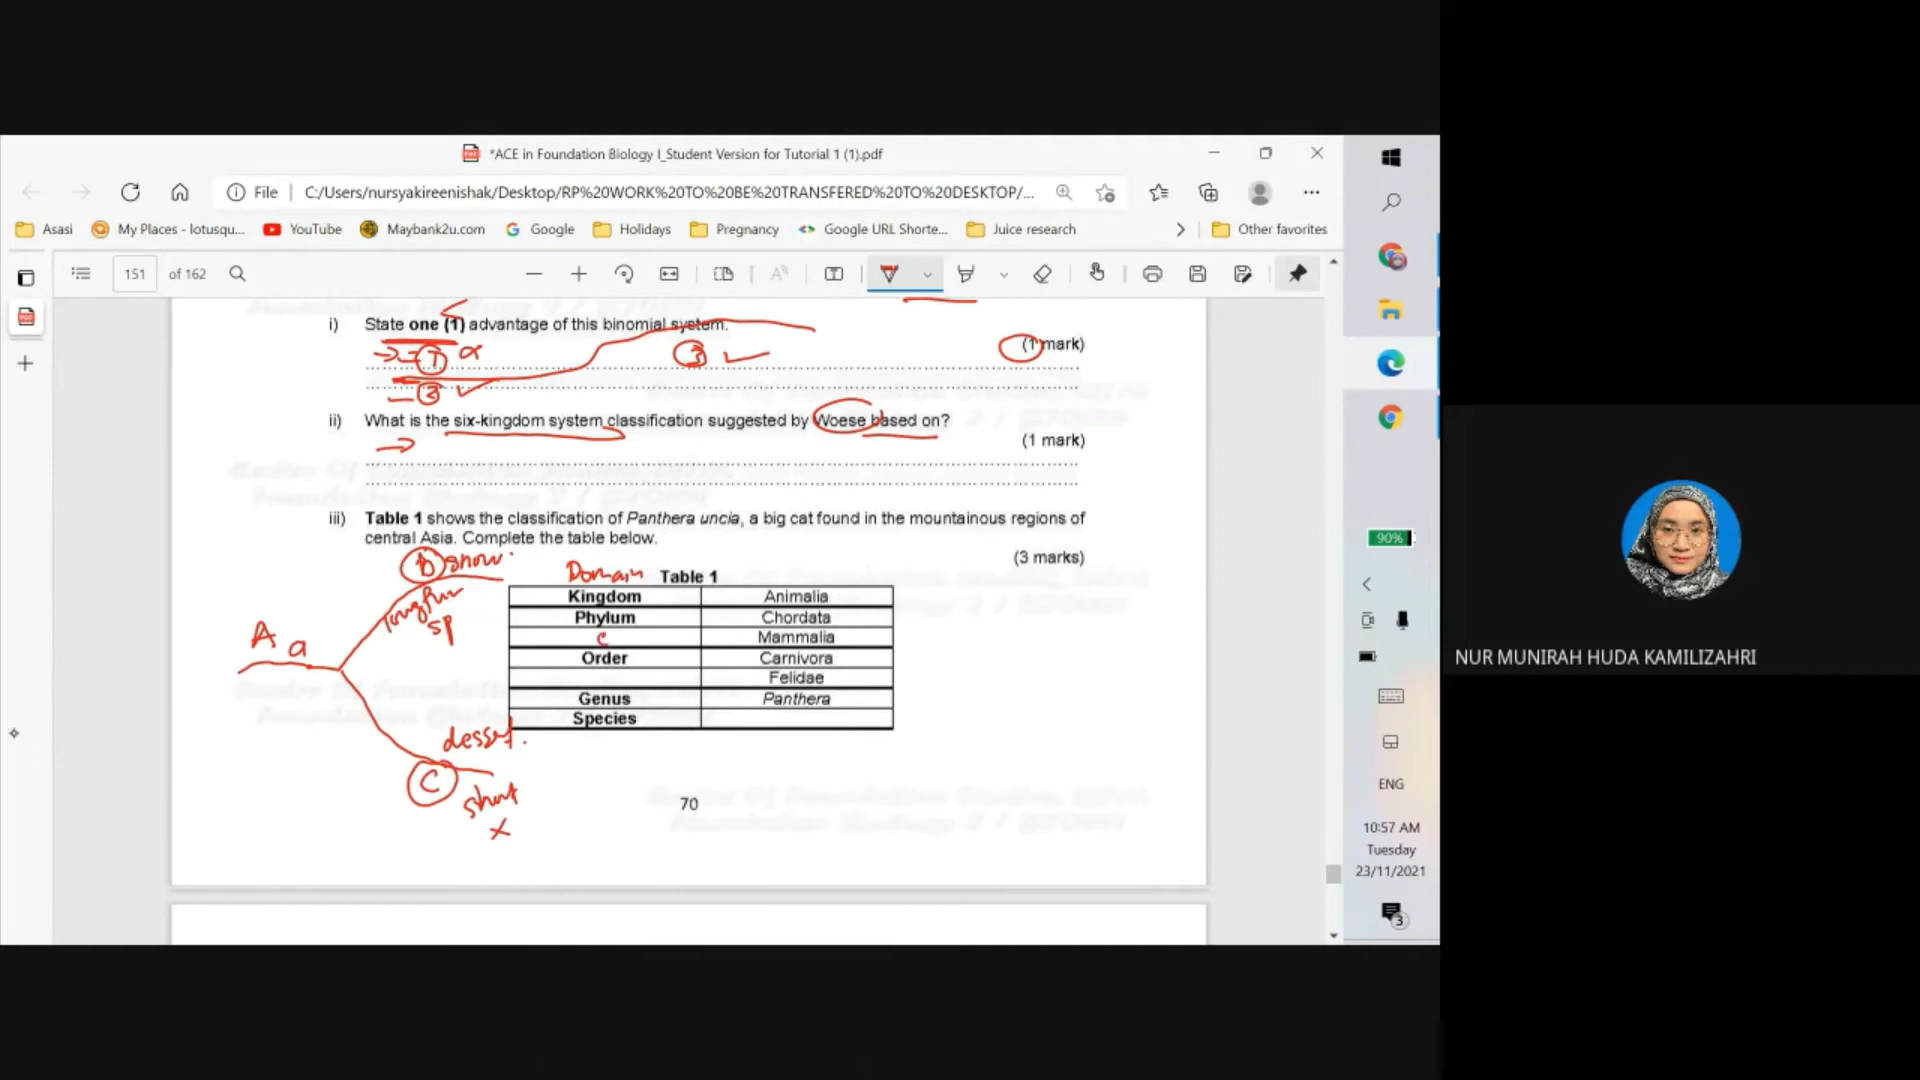 *ACE in Foundation Biology I_Student Version for Tutorial 1 (1).pdf
File | C:/Users/nursyakireenishak/Desktop/RP%20WORK%20TO%20BE%20TRANSFERED%20TO%20DESKTOP/...
Asasi My Places - lotusqu... YouTube Maybank2u.com Google Holidays Pregnancy Google URL Shorte... Juice research Other favorites
151 of 162
i) State one (1) advantage of this binomial system.
(1 mark)
1
3
3
ii) What is the six-kingdom system classification suggested by Woese based on?
(1 mark)
iii) Table 1 shows the classification of Panthera uncia, a big cat found in the mountainous regions of
central Asia. Complete the table below.
(3 marks)
b snow
Domain Table 1
Kingdom Animalia
Phylum Chordata
sp
A a
C Mammalia
Order Carnivora
Felidae
Genus Panthera
Species
C
short
x
70
90%
ENG
10:57 AM
Tuesday
23/11/2021
3
NUR MUNIRAH HUDA KAMILIZAHRI